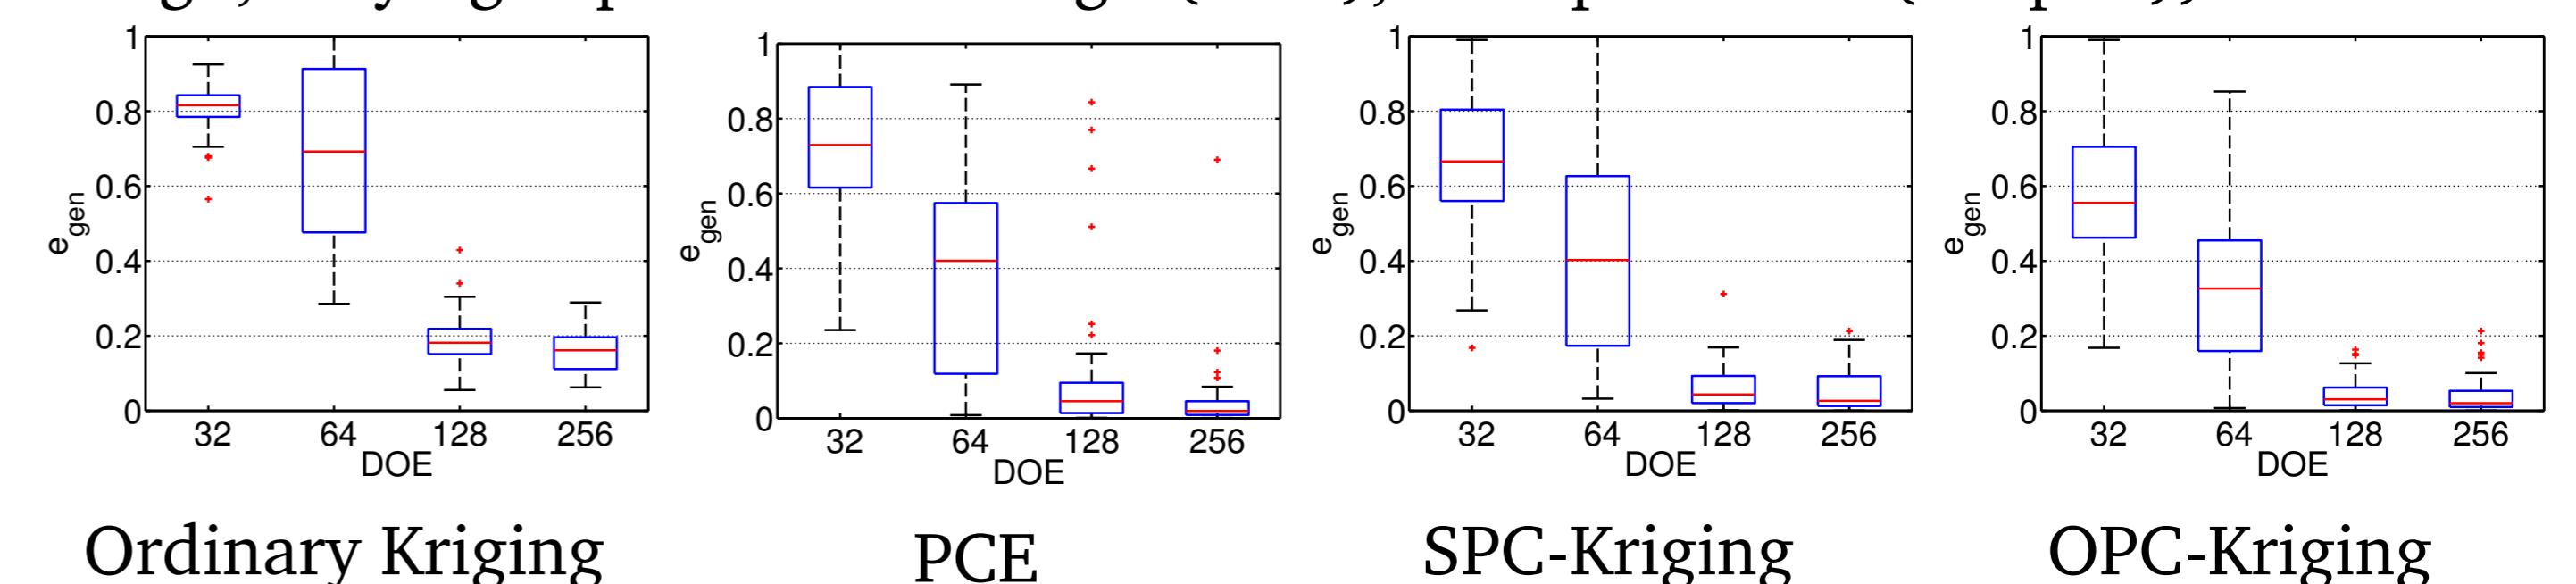 1 1 1 1
0.8 0.8 0.8 0.8
0.6 0.6 0.6 0.6
0.4 0.4 0.4 0.4
0.2 0.2 0.2 0.2
0 0 0 0
e_gen e_gen e_gen e_gen
32 64 128 256 32 64 128 256 32 64 128 256 32 64 128 256
DOE DOE DOE DOE
Ordinary Kriging PCE SPC-Kriging OPC-Kriging